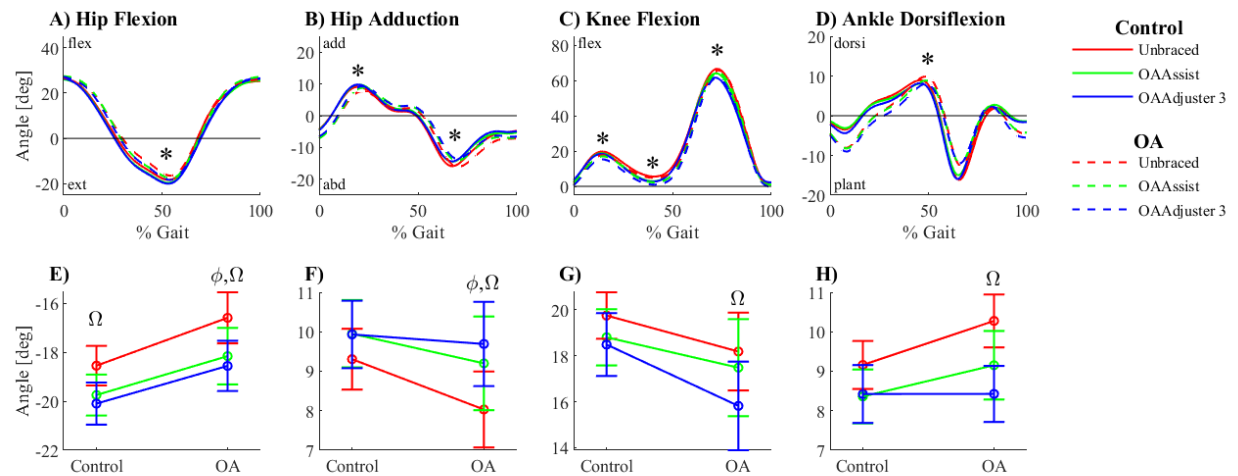 A) Hip Flexion
B) Hip Adduction
C) Knee Flexion
D) Ankle Dorsiflexion
Control
Unbraced
OAAssist
OAAdjuster 3
OA
Unbraced
OAAssist
OAAdjuster 3
Angle [deg]
flex
40
20
0
-20
*
ext
0 50 100
% Gait
add
20
10
0
-10
-20
* *
abd
0 50 100
% Gait
flex
80
60
40
20
0
* * *
0 50 100
% Gait
dorsi
20
10
0
-10
-20
*
plant
0 50 100
% Gait
E)
F)
G)
H)
Angle [deg]
-16
-18
-20
-22
Ω
ϕ,Ω
Control OA
11
10
9
8
7
ϕ,Ω
Control OA
20
18
16
14
Ω
Control OA
11
10
9
8
7
Ω
Control OA